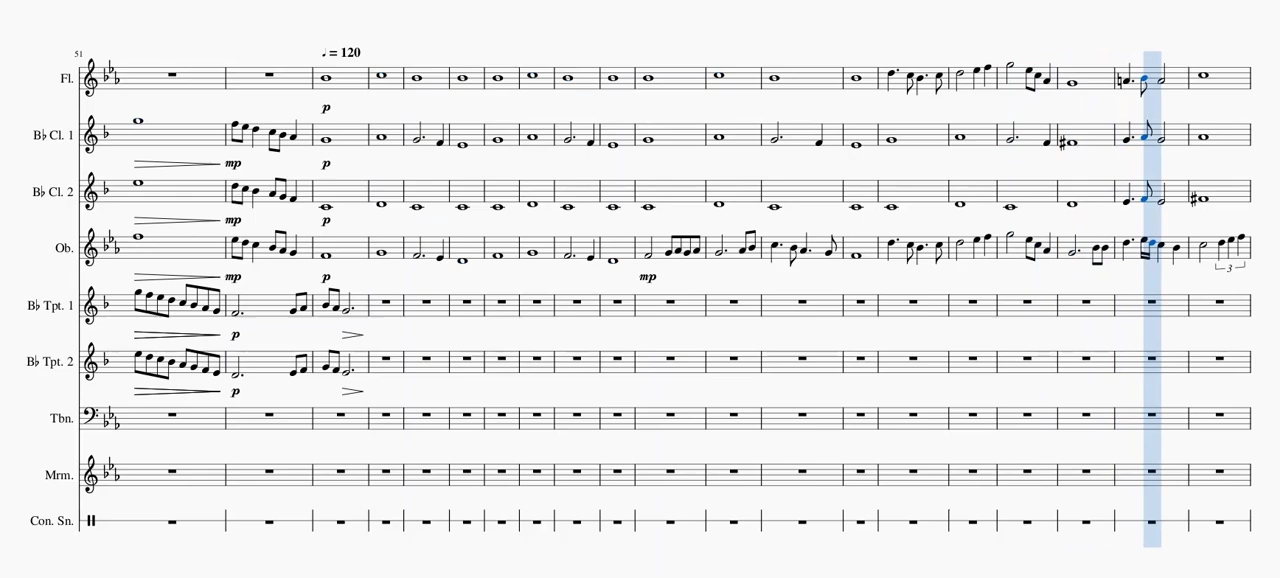 51
♩ = 120
Fl.
p
B♭ Cl. 1
mp
p
B♭ Cl. 2
mp
p
Ob.
mp
p
mp
3
B♭ Tpt. 1
p
B♭ Tpt. 2
p
Tbn.
Mrm.
Con. Sn.